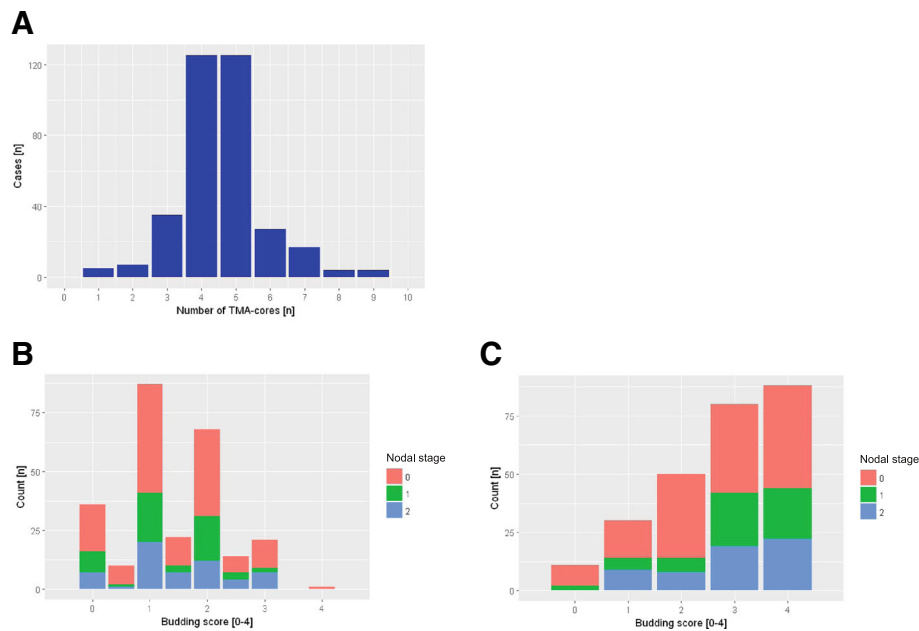 A
120
80
40
0
Cases [n]
0 1 2 3 4 5 6 7 8 9 10
Number of TMA-cores [n]
B
75
50
25
0
Count [n]
0 1 2 3 4
Budding score [0-4]
Nodal stage
0
1
2
C
75
50
25
0
Count [n]
0 1 2 3 4
Budding score [0-4]
Nodal stage
0
1
2